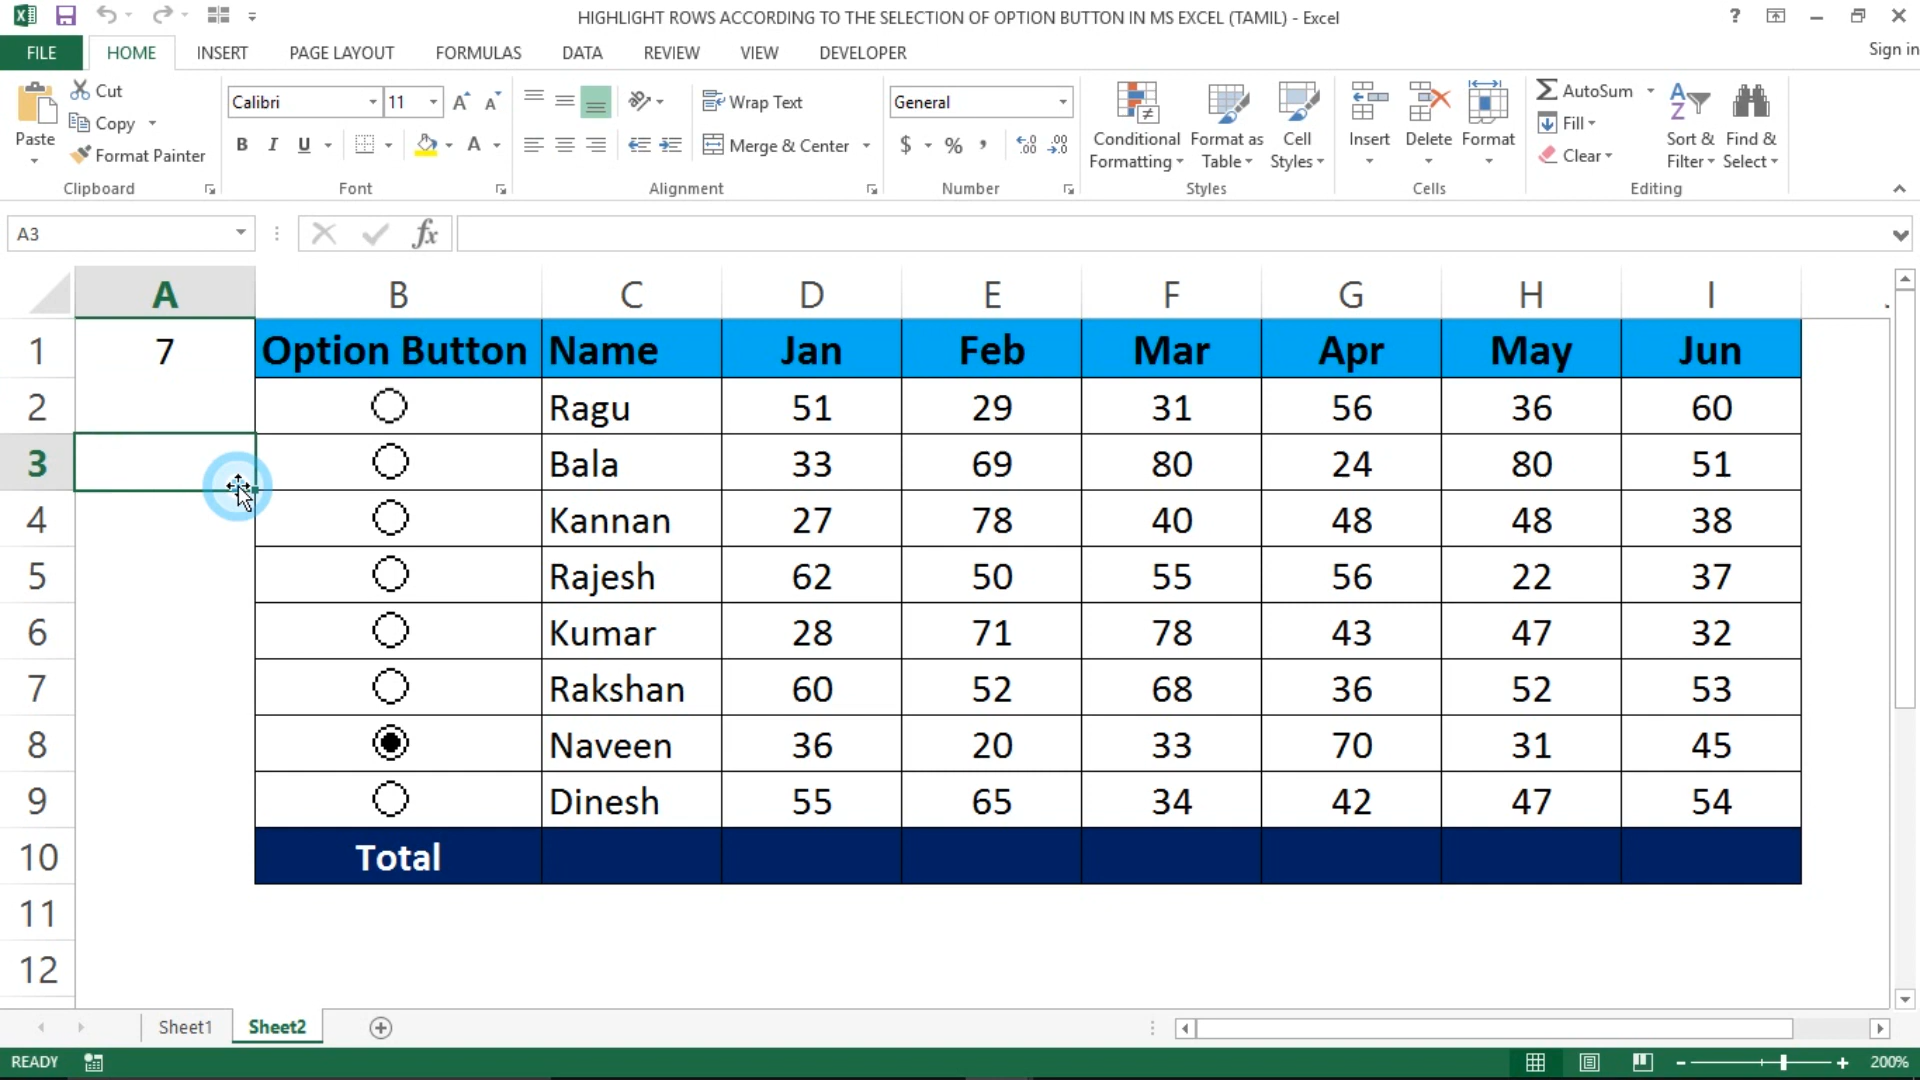 HIGHLIGHT ROWS ACCORDING TO THE SELECTION OF OPTION BUTTON IN MS EXCEL (TAMIL) - Excel
?
FILE HOME INSERT PAGE LAYOUT FORMULAS DATA REVIEW VIEW DEVELOPER Sign in
Paste
Cut
Copy
Format Painter
Clipboard
Calibri 11
B I U
Font
Wrap Text
Merge & Center
Alignment
General
$ % ,
Number
Conditional Formatting
Format as Table
Cell Styles
Styles
Insert Delete Format
Cells
AutoSum
Fill
Clear
Sort & Filter
Find & Select
Editing
A3 fx
A B C D E F G H I
1 7 Option Button Name Jan Feb Mar Apr May Jun
2 Ragu 51 29 31 56 36 60
3 Bala 33 69 80 24 80 51
4 Kannan 27 78 40 48 48 38
5 Rajesh 62 50 55 56 22 37
6 Kumar 28 71 78 43 47 32
7 Rakshan 60 52 68 36 52 53
8 Naveen 36 20 33 70 31 45
9 Dinesh 55 65 34 42 47 54
10 Total
11
12
Sheet1 Sheet2
READY 200%